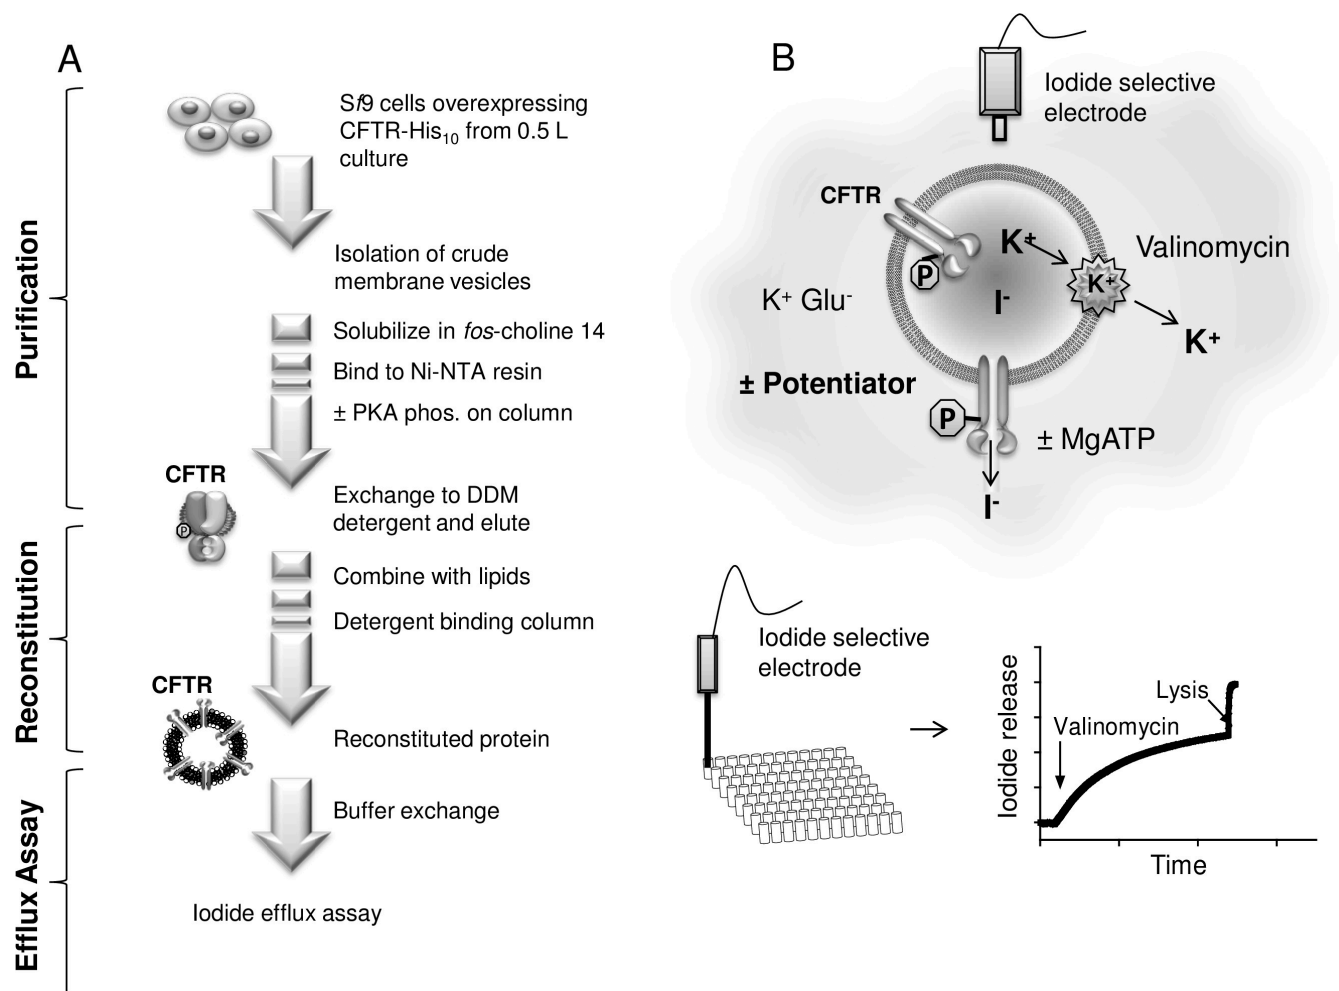 A
Purification
Sf9 cells overexpressing
CFTR-His10 from 0.5 L
culture
Isolation of crude
membrane vesicles
Solubilize in fos-choline 14
Bind to Ni-NTA resin
± PKA phos. on column
CFTR
P
Exchange to DDM
detergent and elute
Reconstitution
Combine with lipids
Detergent binding column
CFTR
Reconstituted protein
Efflux Assay
Buffer exchange
Iodide efflux assay
B
Iodide selective
electrode
CFTR
P
K+
I-
K+
Valinomycin
K+
K+ Glu-
± Potentiator
P
± MgATP
I-
Iodide selective
electrode
Iodide release
Valinomycin
Lysis
Time